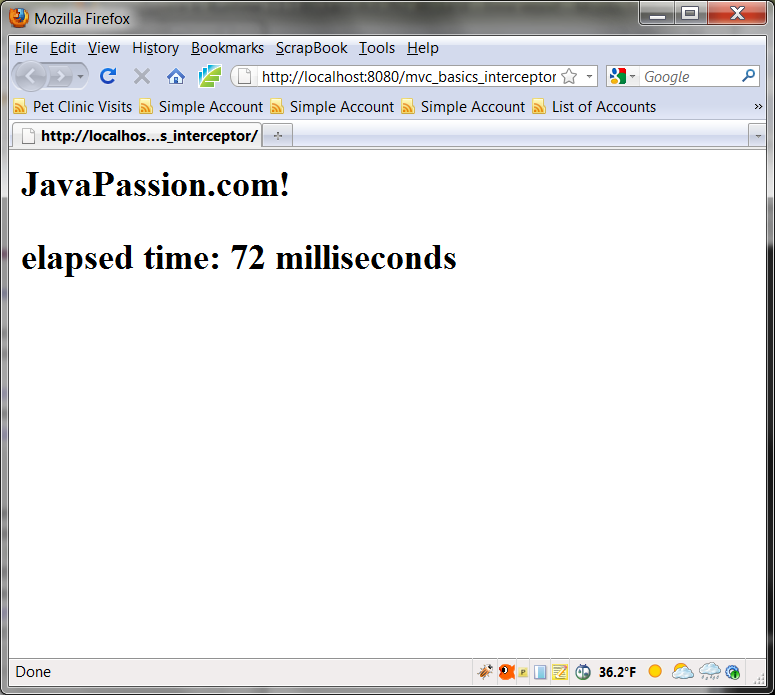 Mozilla Firefox
File Edit View History Bookmarks ScrapBook Tools Help
http://localhost:8080/mvc_basics_interceptor Google
Pet Clinic Visits Simple Account Simple Account Simple Account List of Accounts »
http://localhos...s_interceptor/
JavaPassion.com!
elapsed time: 72 milliseconds
Done P 36.2°F